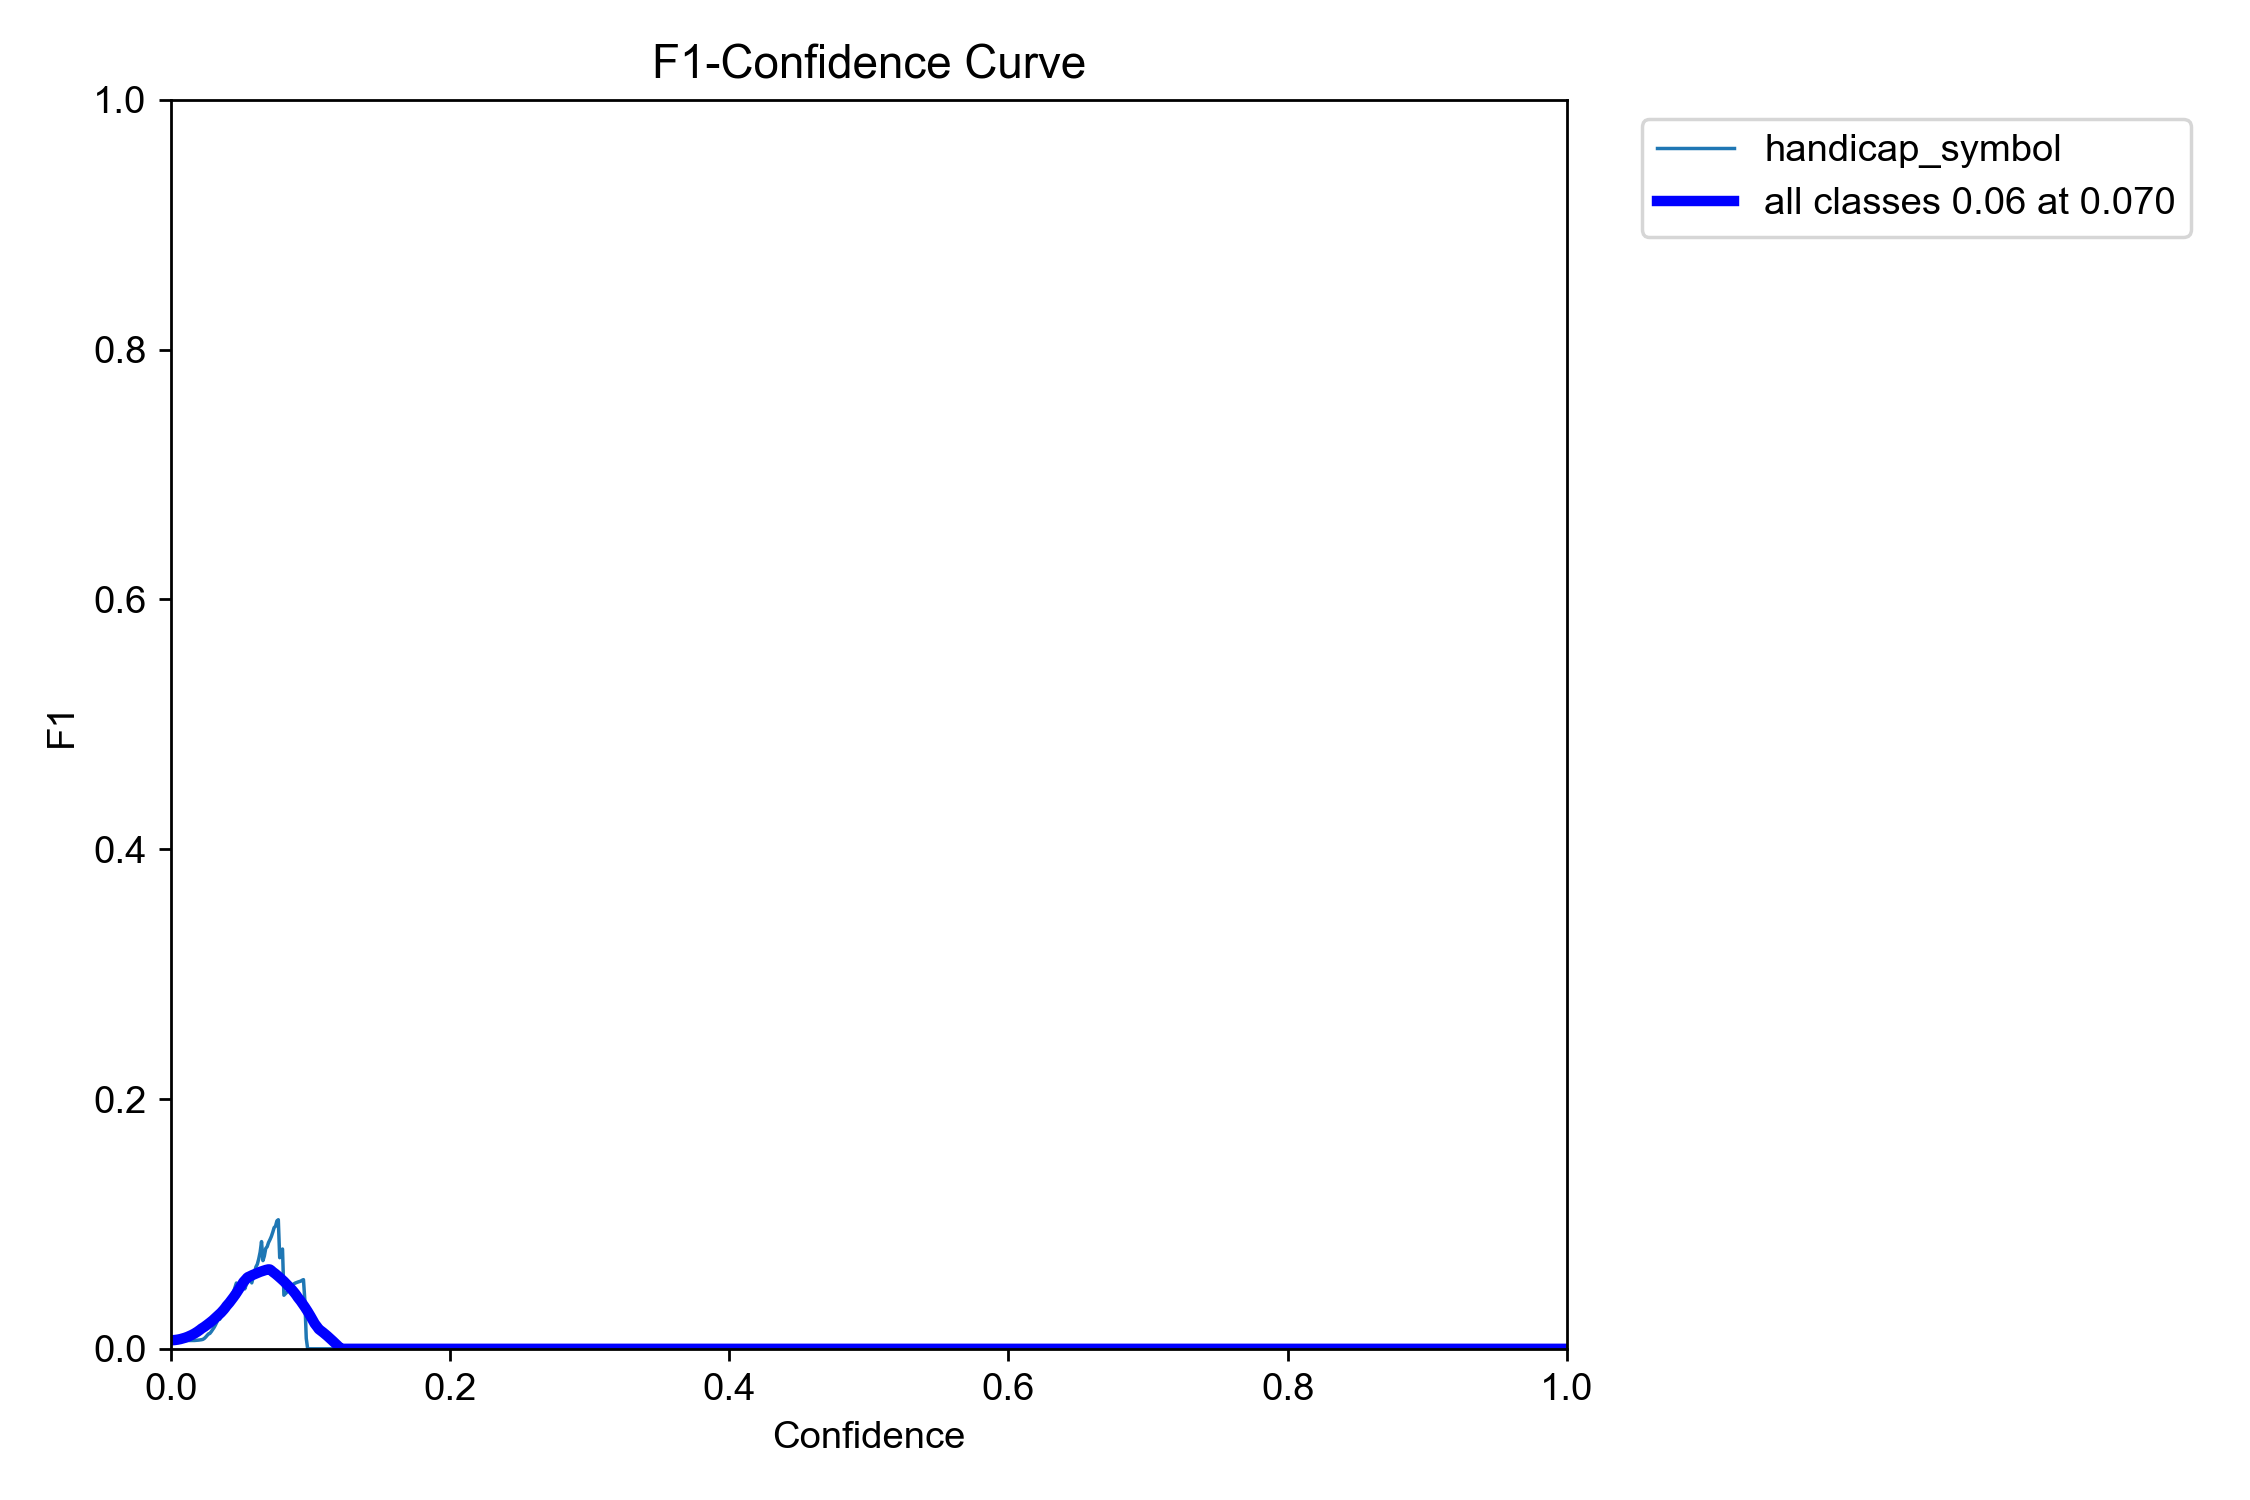 F1-Confidence Curve
1.0
0.8
0.6
0.4
0.2
0.0
F1
0.0 0.2 0.4 0.6 0.8 1.0
Confidence
handicap_symbol
all classes 0.06 at 0.070